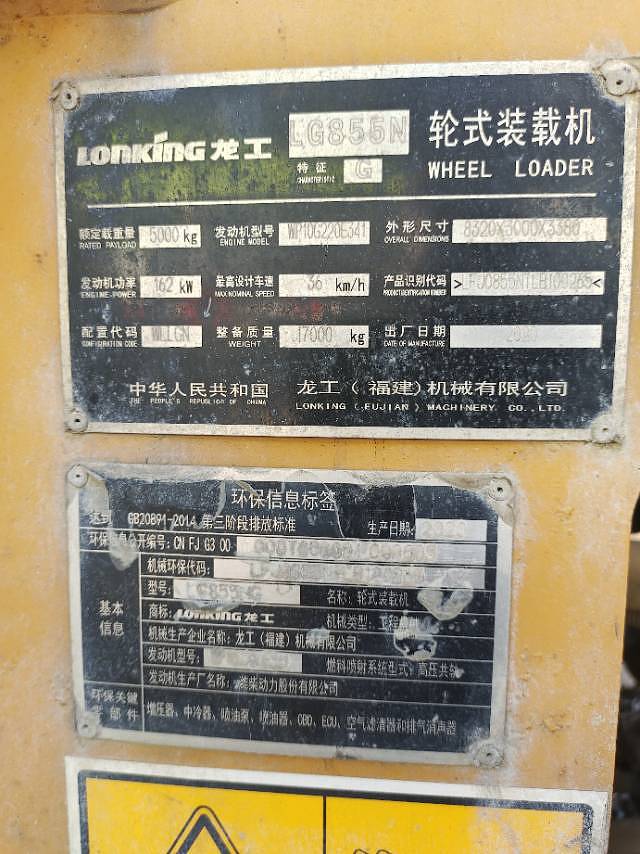 LONKING 龙工 LG855N 轮式装载机
特征 G WHEEL LOADER
CHARACTERISTIC
额定载重量 5000 kg 发动机型号 WP10G220E341 外形尺寸 8320X3000X3380
RATED PAYLOAD ENGINE MODEL OVERALL DIMENSIONS
发动机功率 162 kW 最高设计车速 36 km/h 产品识别代码
ENGINE-POWER MAX.NOMINAL SPEED PRODUCT IDENTIFICATION NUMBER
配置代码 WLLGN 整备质量 17000 kg 出厂日期
CONFIGURATION CODE WEIGHT DATE OF MANUFACTURE
中华人民共和国 龙工（福建）机械有限公司
THE PEOPLE'S REPUBLIC OF CHINA LONKING (FUJIAN) MACHINERY CO.,LTD.
环保信息标签
达到 GB20891-2014 第三阶段排放标准 生产日期:
环保信息公开编号: CN FJ G3 00
机械环保代码:
型号: 名称: 轮式装载机
基本信息 商标: LONKING 龙工 机械类型:
机械生产企业名称: 龙工（福建）机械有限公司
发动机型号: 燃料喷射系统型式: 高压共轨
发动机生产厂名称: 潍柴动力股份有限公司
环保关键零部件 增压器、中冷器、喷油泵、喷油器、OBD、ECU、空气滤清器和排气消声器